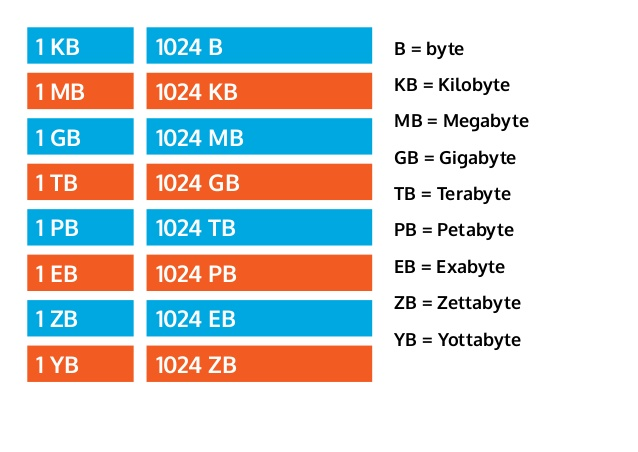 1 KB 1024 B
1 MB 1024 KB
1 GB 1024 MB
1 TB 1024 GB
1 PB 1024 TB
1 EB 1024 PB
1 ZB 1024 EB
1 YB 1024 ZB
B = byte
KB = Kilobyte
MB = Megabyte
GB = Gigabyte
TB = Terabyte
PB = Petabyte
EB = Exabyte
ZB = Zettabyte
YB = Yottabyte